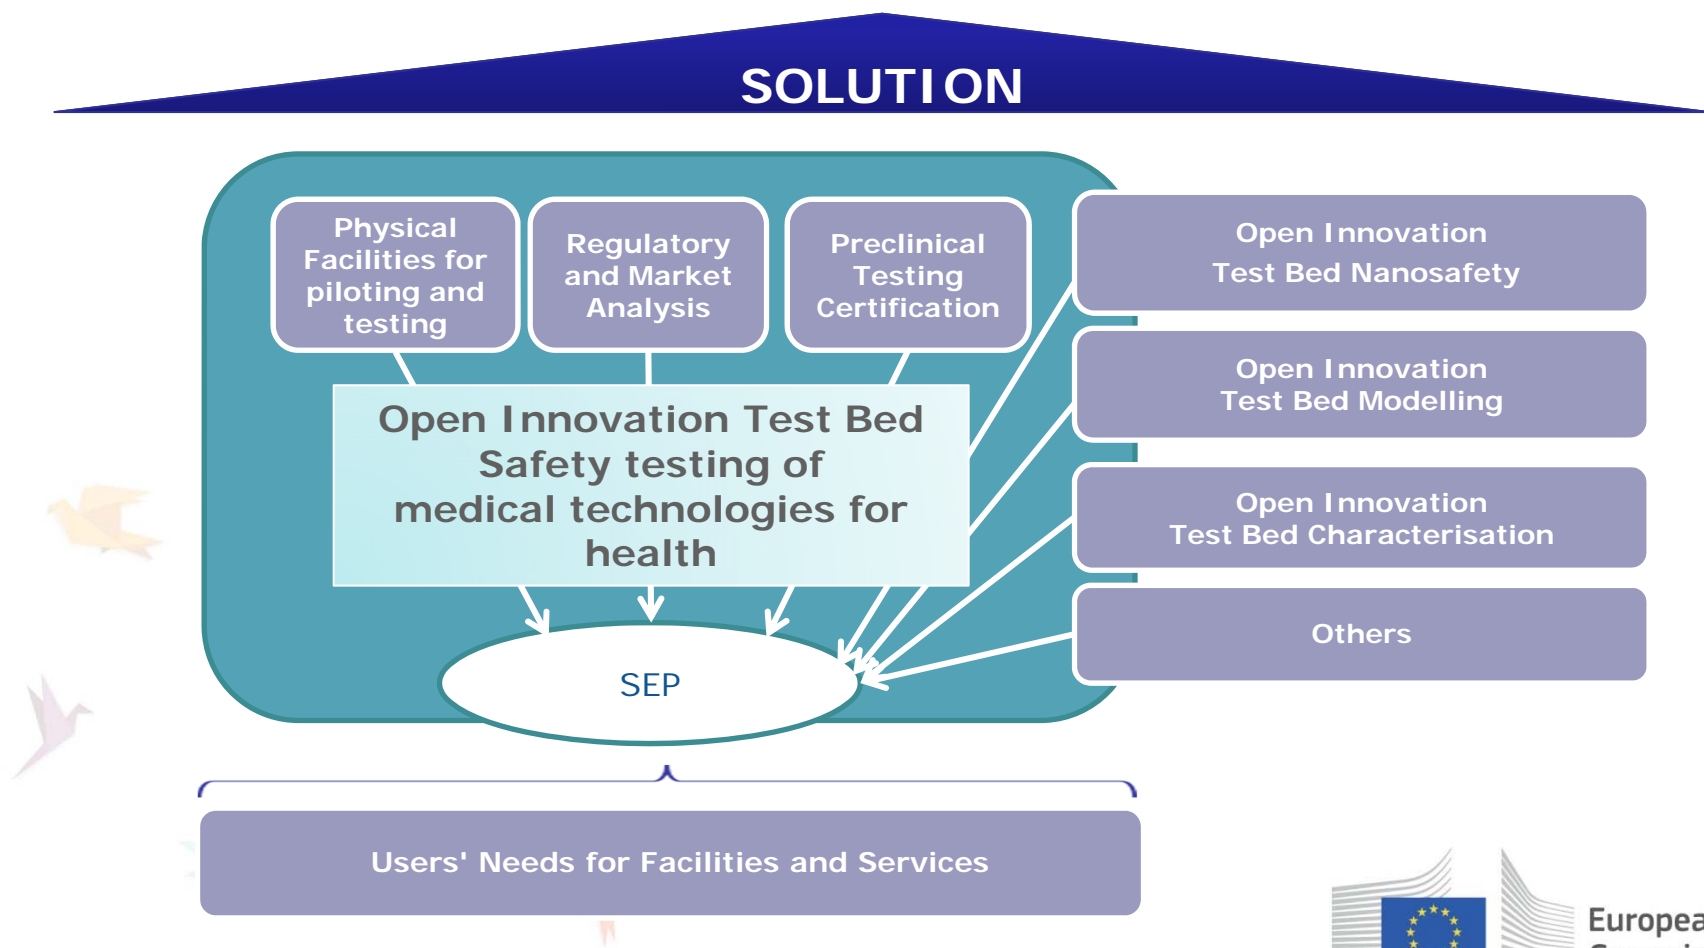 SOLUTION
Physical
Facilities for
piloting and
testing
Regulatory
and Market
Analysis
Preclinical
Testing
Certification
Open Innovation Test Bed
Safety testing of
medical technologies for
health
SEP
Open Innovation
Test Bed Nanosafety
Open Innovation
Test Bed Modelling
Open Innovation
Test Bed Characterisation
Others
Users' Needs for Facilities and Services
Europea